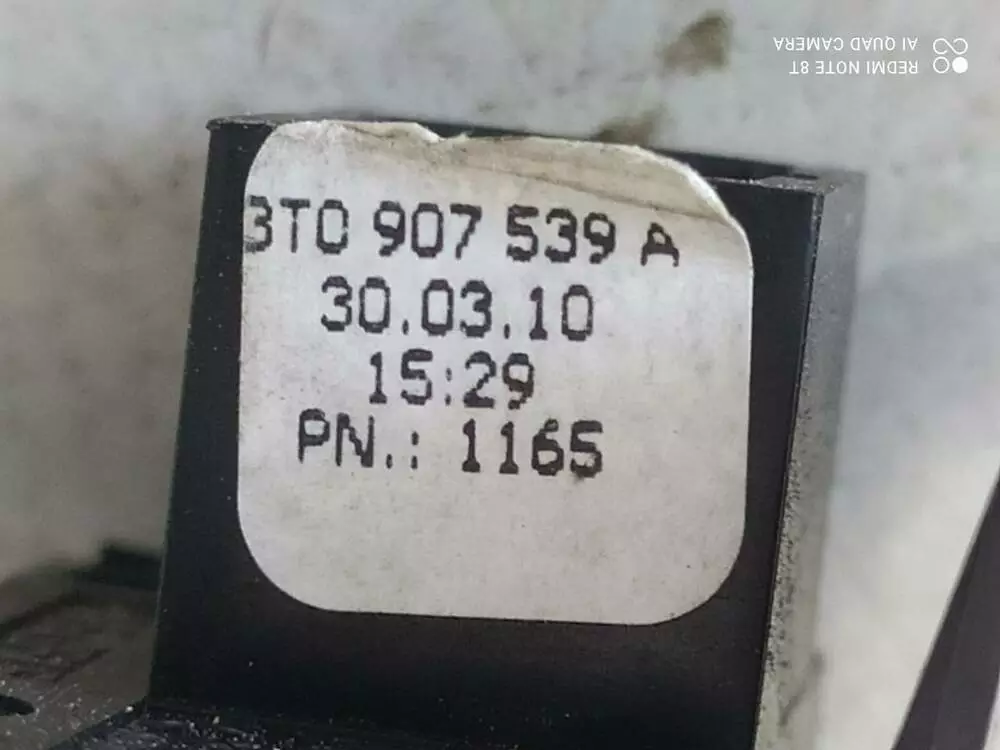 REDMI NOTE 8T
AI QUAD CAMERA
3T0 907 539 A
30.03.10
15:29
PN.: 1165